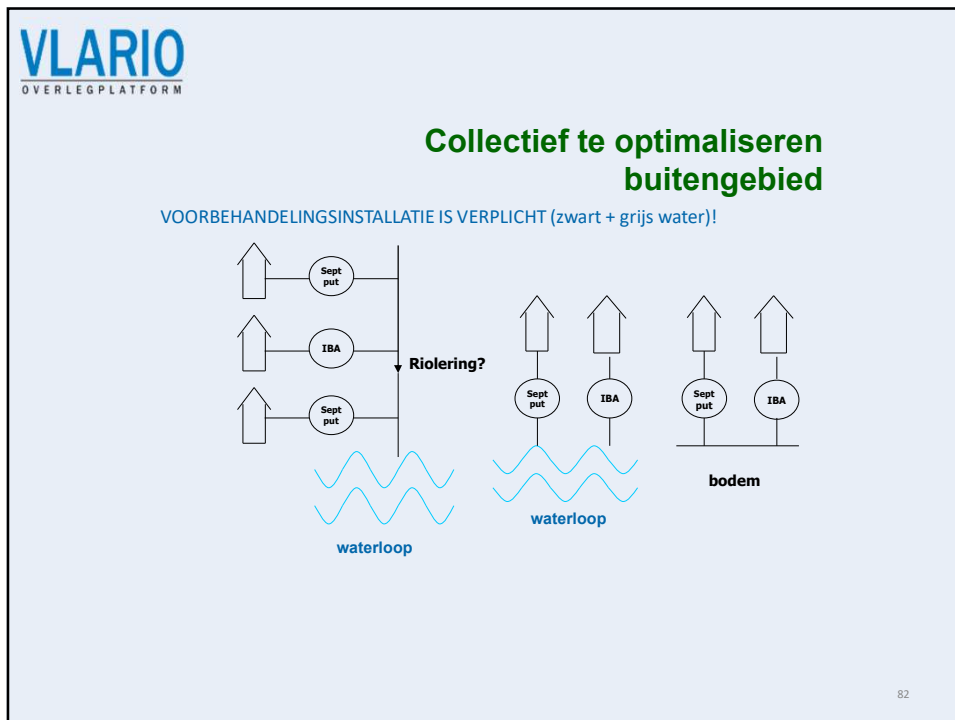 VLARIO
OVERLEGPLATFORM
Collectief te optimaliseren
buitengebied
VOORBEHANDELINGSINSTALLATIE IS VERPLICHT (zwart + grijs water)!
Sept
put
IBA
Riolering?
Sept
put
waterloop
Sept
put
IBA
waterloop
Sept
put
IBA
bodem
82